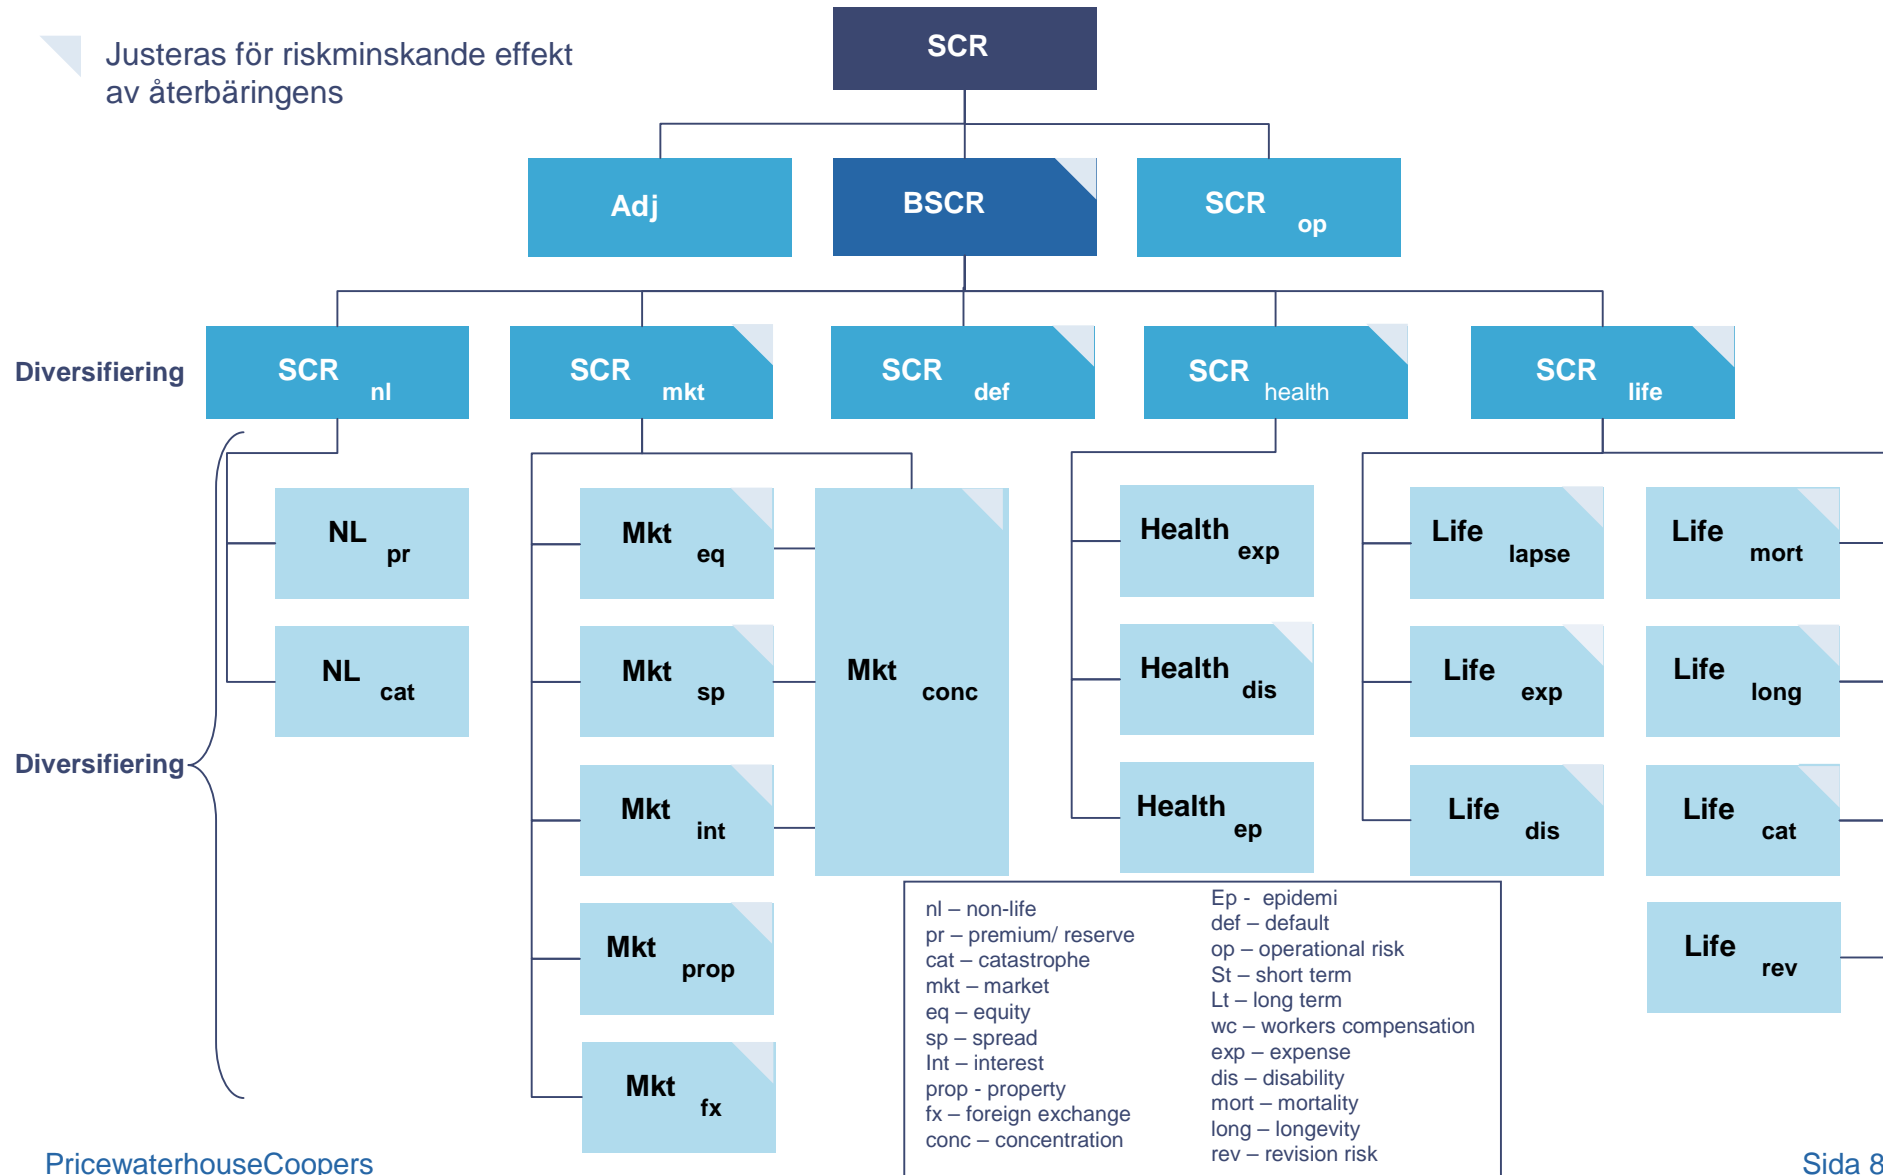 Justeras för riskminskande effekt
av återbäringens
SCR
Adj
BSCR
SCR op
Diversifiering
SCR nl
SCR mkt
SCR def
SCR health
SCR life
NL pr
Mkt eq
Health exp
Life lapse
Life mort
NL cat
Mkt sp
Mkt conc
Health dis
Life exp
Life long
Diversifiering
Mkt int
Health ep
Life dis
Life cat
Mkt prop
Life rev
Mkt fx
nl – non-life
pr – premium/ reserve
cat – catastrophe
mkt – market
eq – equity
sp – spread
Int – interest
prop - property
fx – foreign exchange
conc – concentration
Ep - epidemi
def – default
op – operational risk
St – short term
Lt – long term
wc – workers compensation
exp – expense
dis – disability
mort – mortality
long – longevity
rev – revision risk
PricewaterhouseCoopers
Sida 8